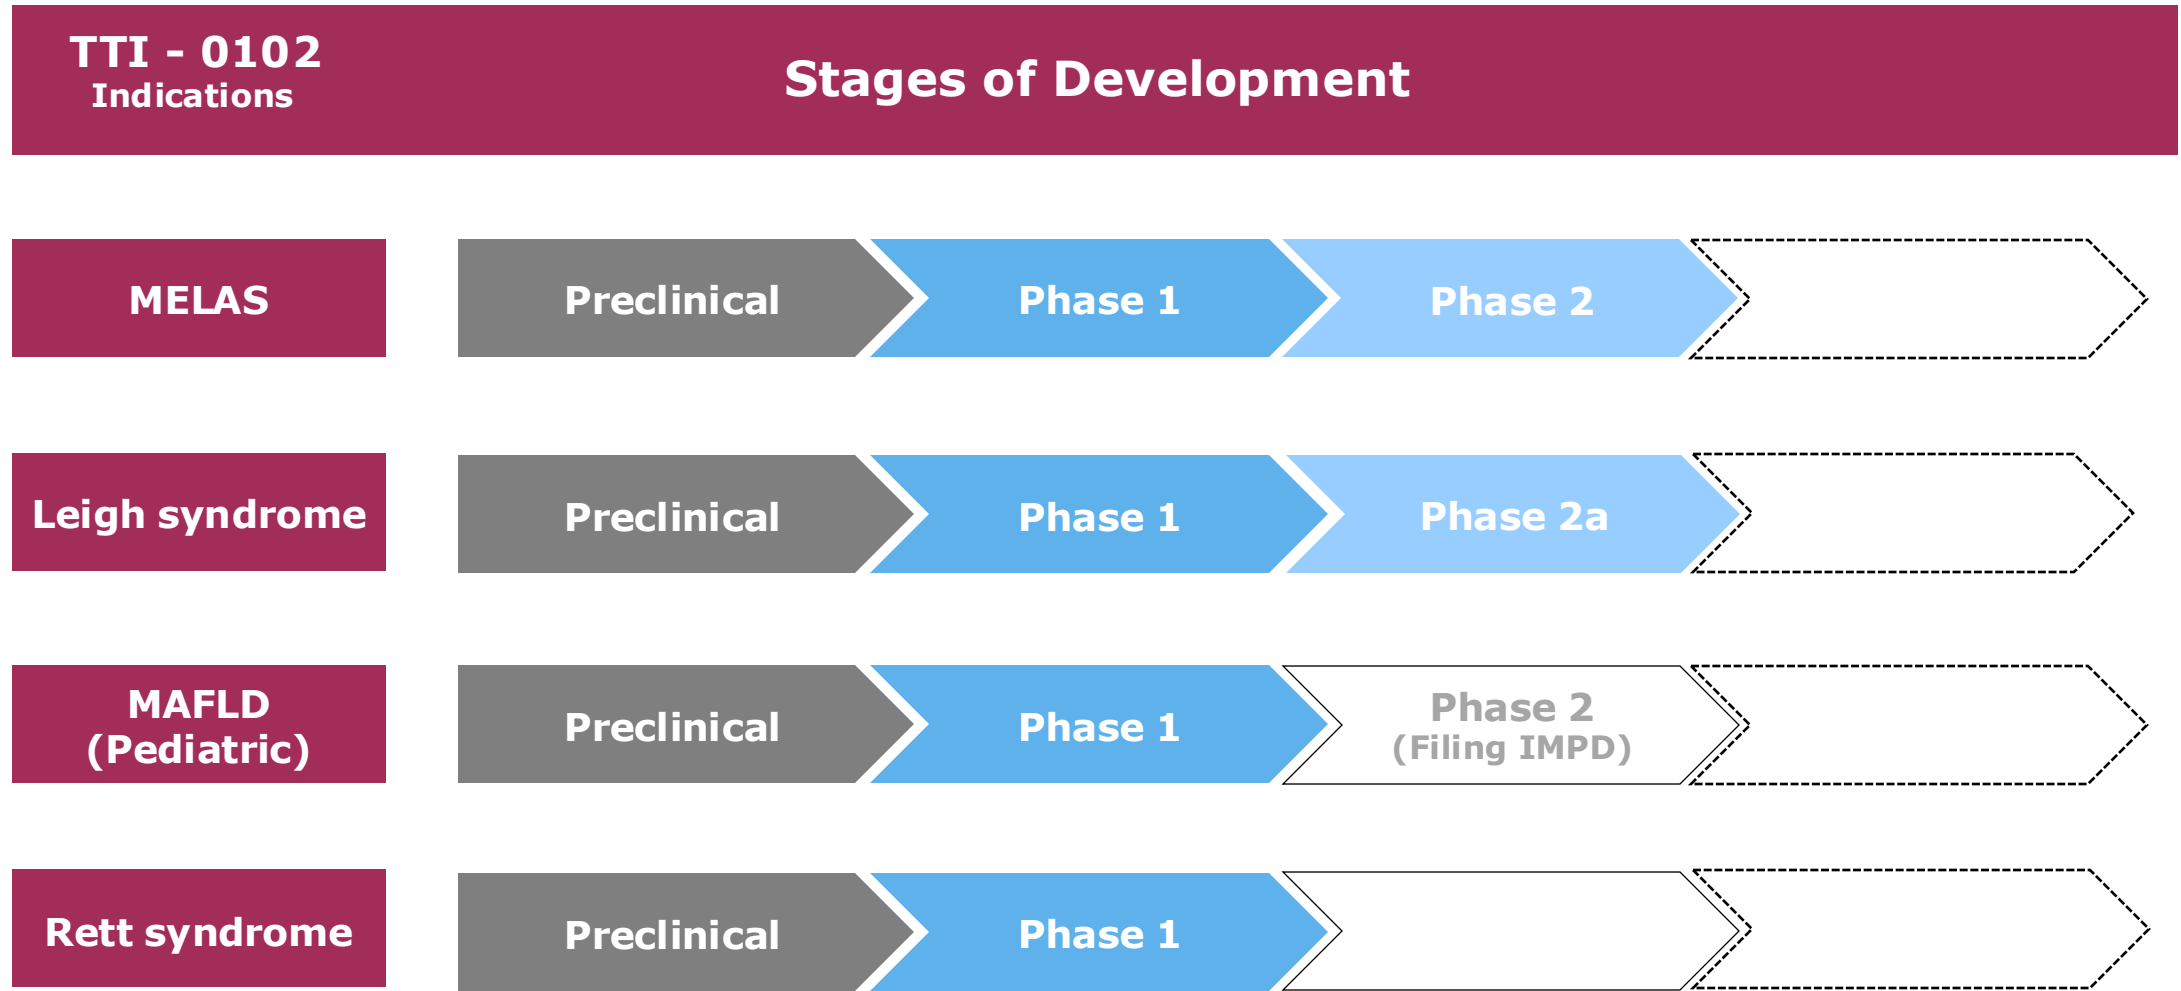 TTI - 0102
Indications
Stages of Development
MELAS
Preclinical
Phase 1
Phase 2
Leigh syndrome
Preclinical
Phase 1
Phase 2a
MAFLD
(Pediatric)
Preclinical
Phase 1
Phase 2
(Filing IMPD)
Rett syndrome
Preclinical
Phase 1